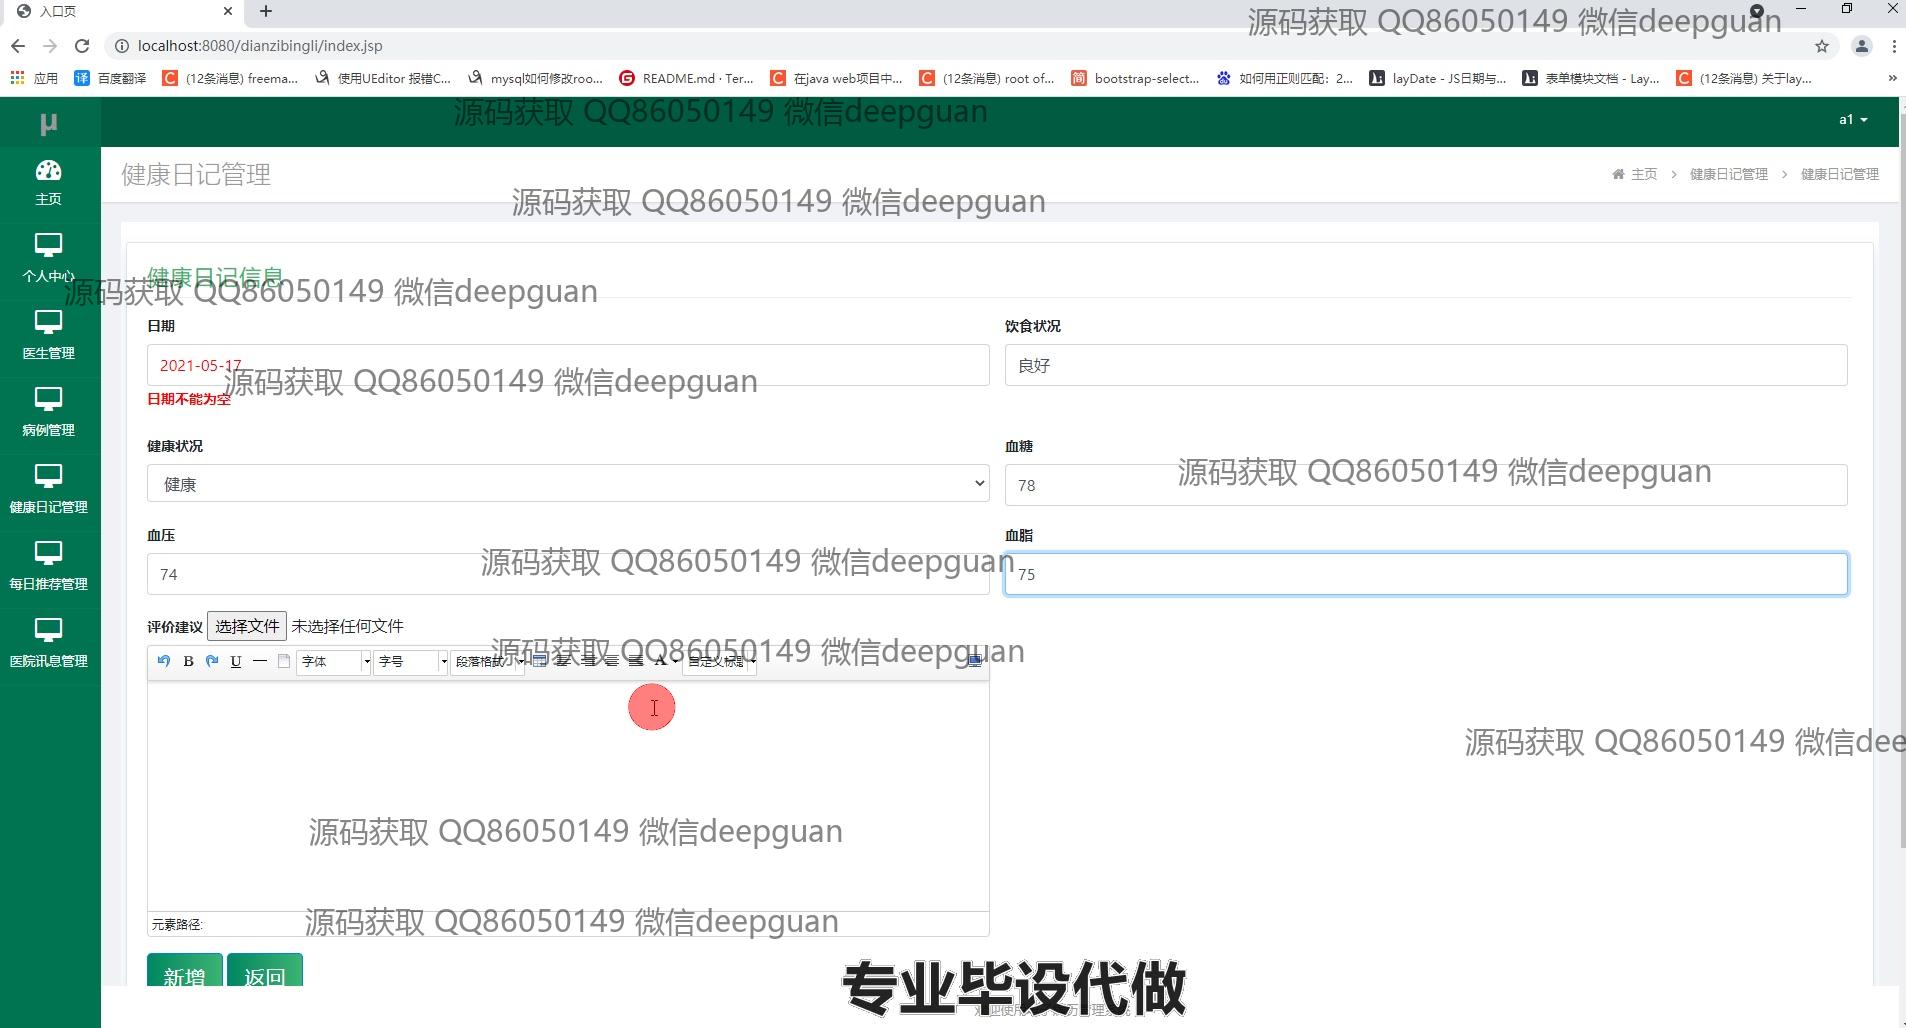 入口页
源码获取 QQ86050149 微信deepguan
localhost:8080/dianzibingli/index.jsp
应用 百度翻译 (12条消息) freema... 使用UEditor 报错C... mysql如何修改roo... README.md · Ter... 在java web项目中... (12条消息) root of... bootstrap-select... 如何用正则匹配：2... layDate - JS日期与... 表单模块文档 - Lay... (12条消息) 关于lay...
源码获取 QQ86050149 微信deepguan
μ
a1
主页
健康日记管理
主页 > 健康日记管理 > 健康日记管理
源码获取 QQ86050149 微信deepguan
个人中心
健康日记信息
源码获取 QQ86050149 微信deepguan
日期 饮食状况
医生管理
2021-05-17 良好
源码获取 QQ86050149 微信deepguan
日期不能为空
病例管理
健康状况 血糖
源码获取 QQ86050149 微信deepguan
健康 78
健康日记管理
血压 血脂
源码获取 QQ86050149 微信deepguan
74 75
每日推荐管理
评价建议 选择文件 未选择任何文件
源码获取 QQ86050149 微信deepguan
B U 字体 字号 段落格式 A 自定义标题
医院讯息管理
源码获取 QQ86050149 微信dee
源码获取 QQ86050149 微信deepguan
元素路径:
源码获取 QQ86050149 微信deepguan
新增 返回
专业毕设代做